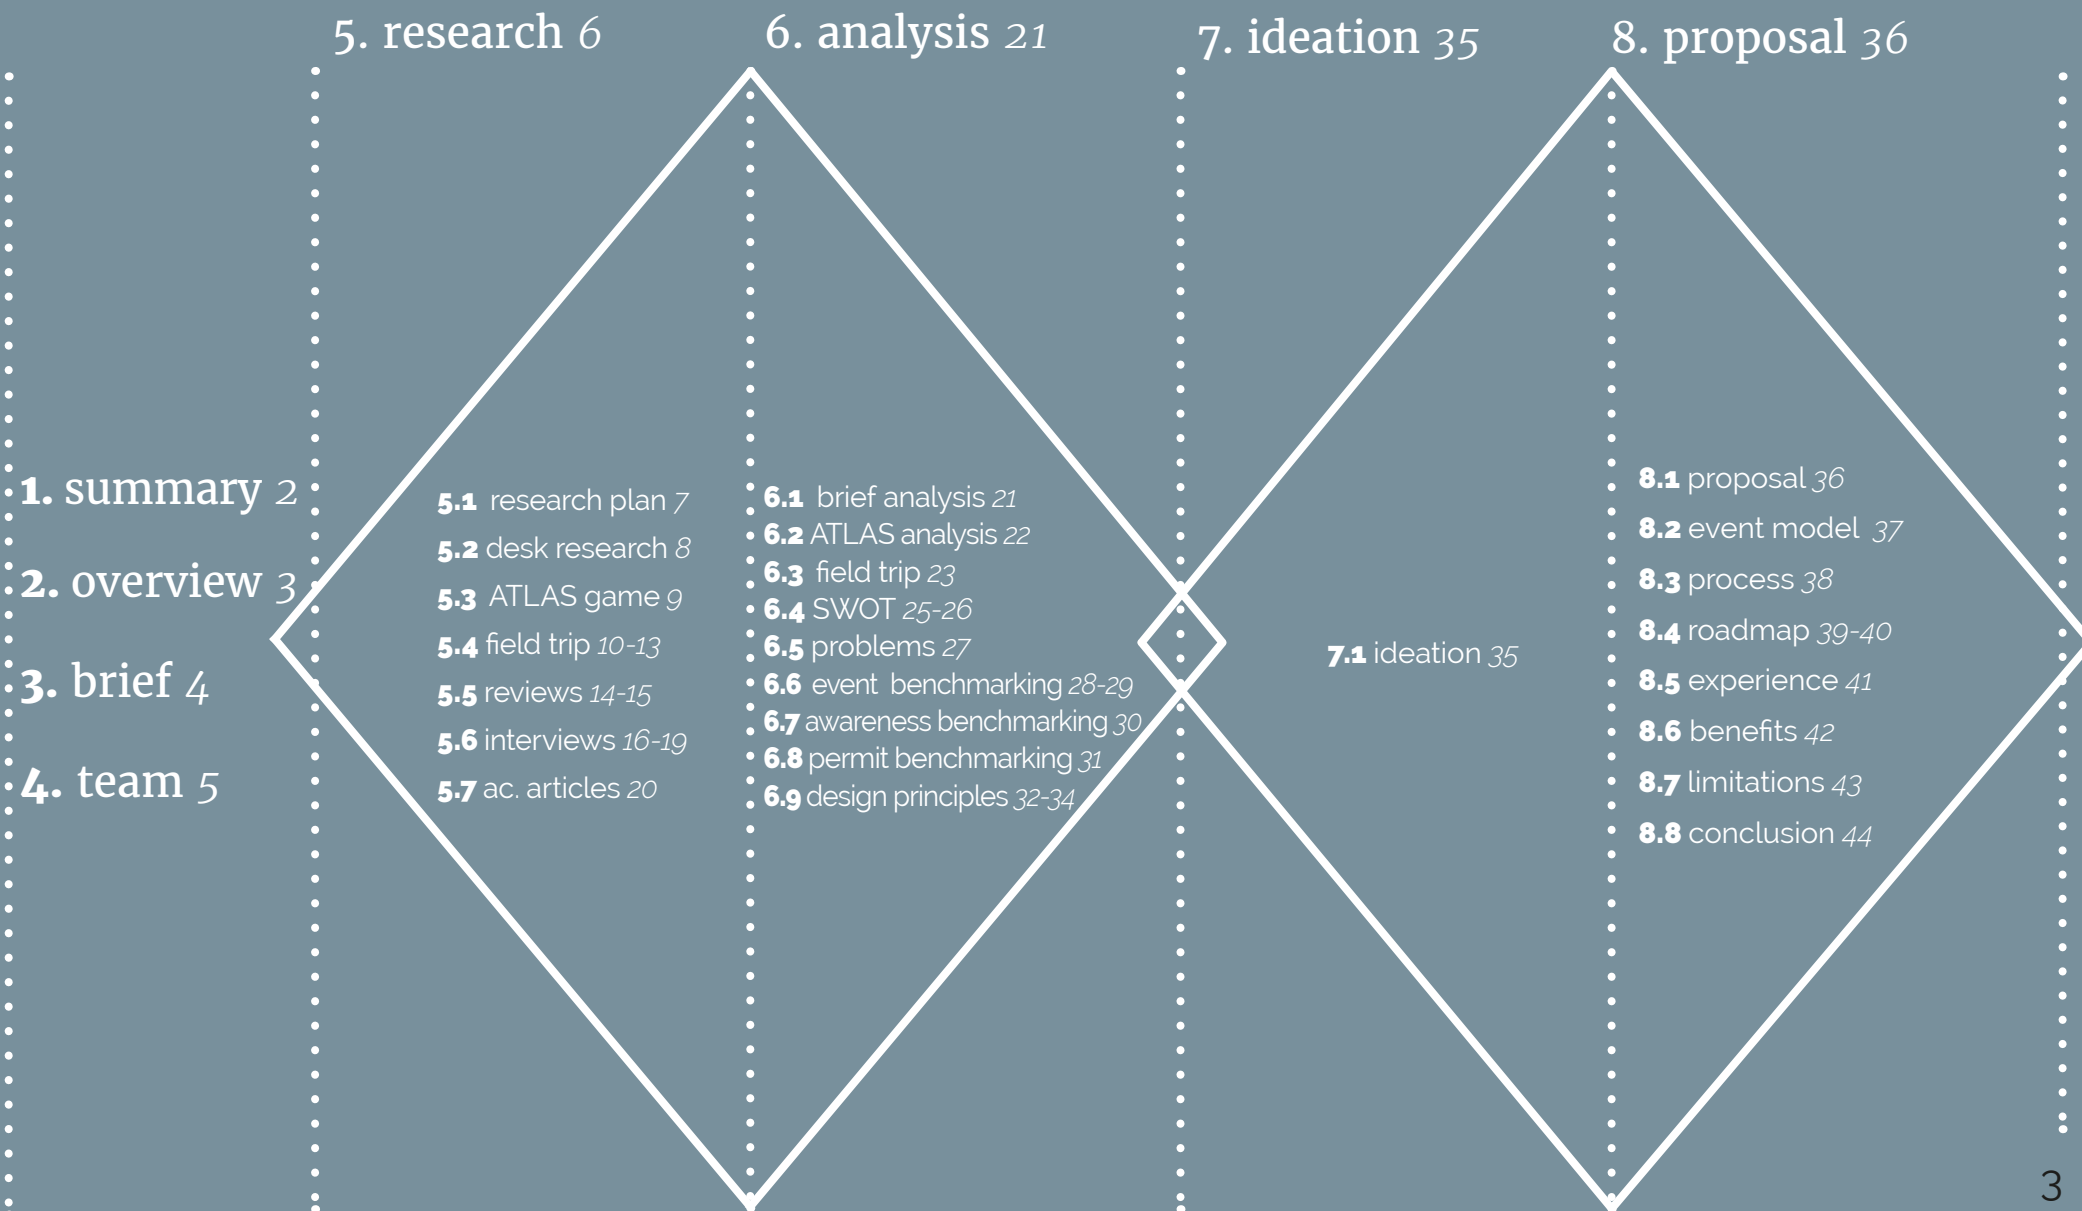 5. research 6
6. analysis 21
7. ideation 35
8. proposal 36
1. summary 2
2. overview 3
3. brief 4
4. team 5
5.1 research plan 7
5.2 desk research 8
5.3 ATLAS game 9
5.4 field trip 10-13
5.5 reviews 14-15
5.6 interviews 16-19
5.7 ac. articles 20
6.1 brief analysis 21
6.2 ATLAS analysis 22
6.3 field trip 23
6.4 SWOT 25-26
6.5 problems 27
6.6 event benchmarking 28-29
6.7 awareness benchmarking 30
6.8 permit benchmarking 31
6.9 design principles 32-34
7.1 ideation 35
8.1 proposal 36
8.2 event model 37
8.3 process 38
8.4 roadmap 39-40
8.5 experience 41
8.6 benefits 42
8.7 limitations 43
8.8 conclusion 44
3